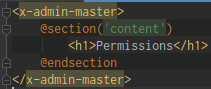 <x-admin-master>
@section('content')
<h1>Permissions</h1>
@endsection
</x-admin-master>